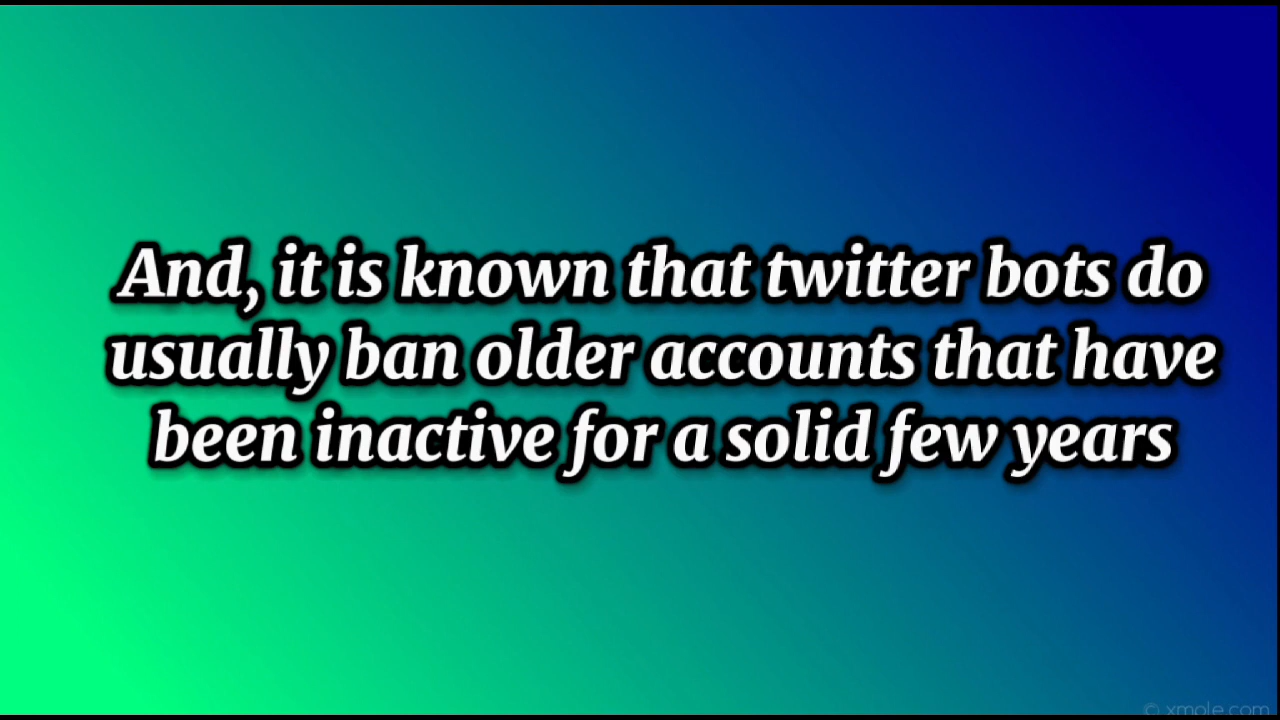 And, it is known that twitter bots do
usually ban older accounts that have
been inactive for a solid few years
© xmple.com